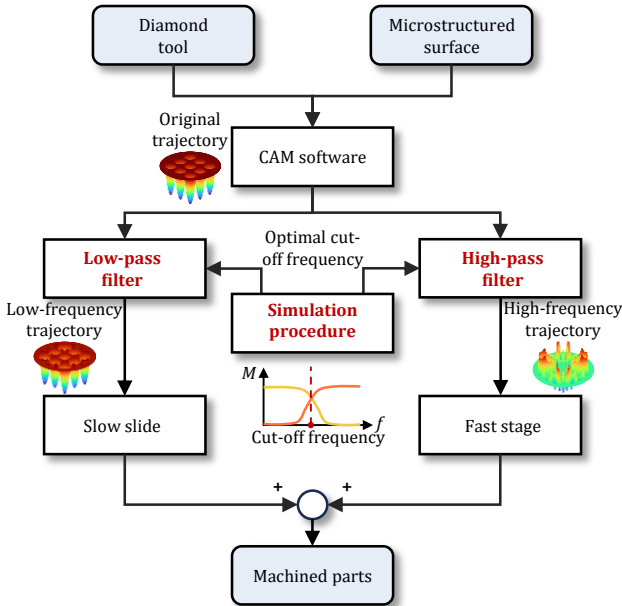 Diamond
tool
Microstructured
surface
Original
trajectory
CAM software
Low-pass
filter
Optimal cut-
off frequency
High-pass
filter
Simulation
procedure
Low-frequency
trajectory
High-frequency
trajectory
M
f
Cut-off frequency
Slow slide
Fast stage
+
+
Machined parts